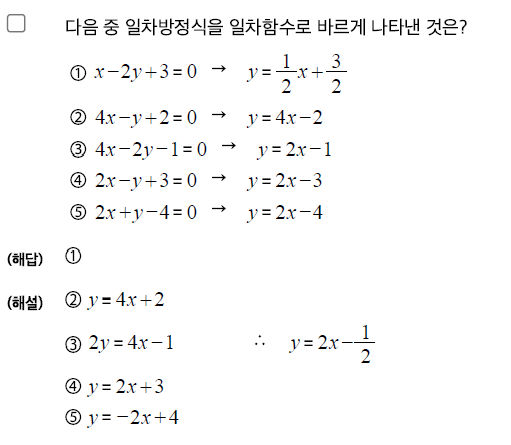 다음 중 일차방정식을 일차함수로 바르게 나타낸 것은?
① x-2y+3=0 → y=1/2x+3/2
② 4x-y+2=0 → y=4x-2
③ 4x-2y-1=0 → y=2x-1
④ 2x-y+3=0 → y=2x-3
⑤ 2x+y-4=0 → y=2x-4
(해답) ①
(해설) ② y=4x+2
③ 2y=4x-1 ∴ y=2x-1/2
④ y=2x+3
⑤ y=-2x+4